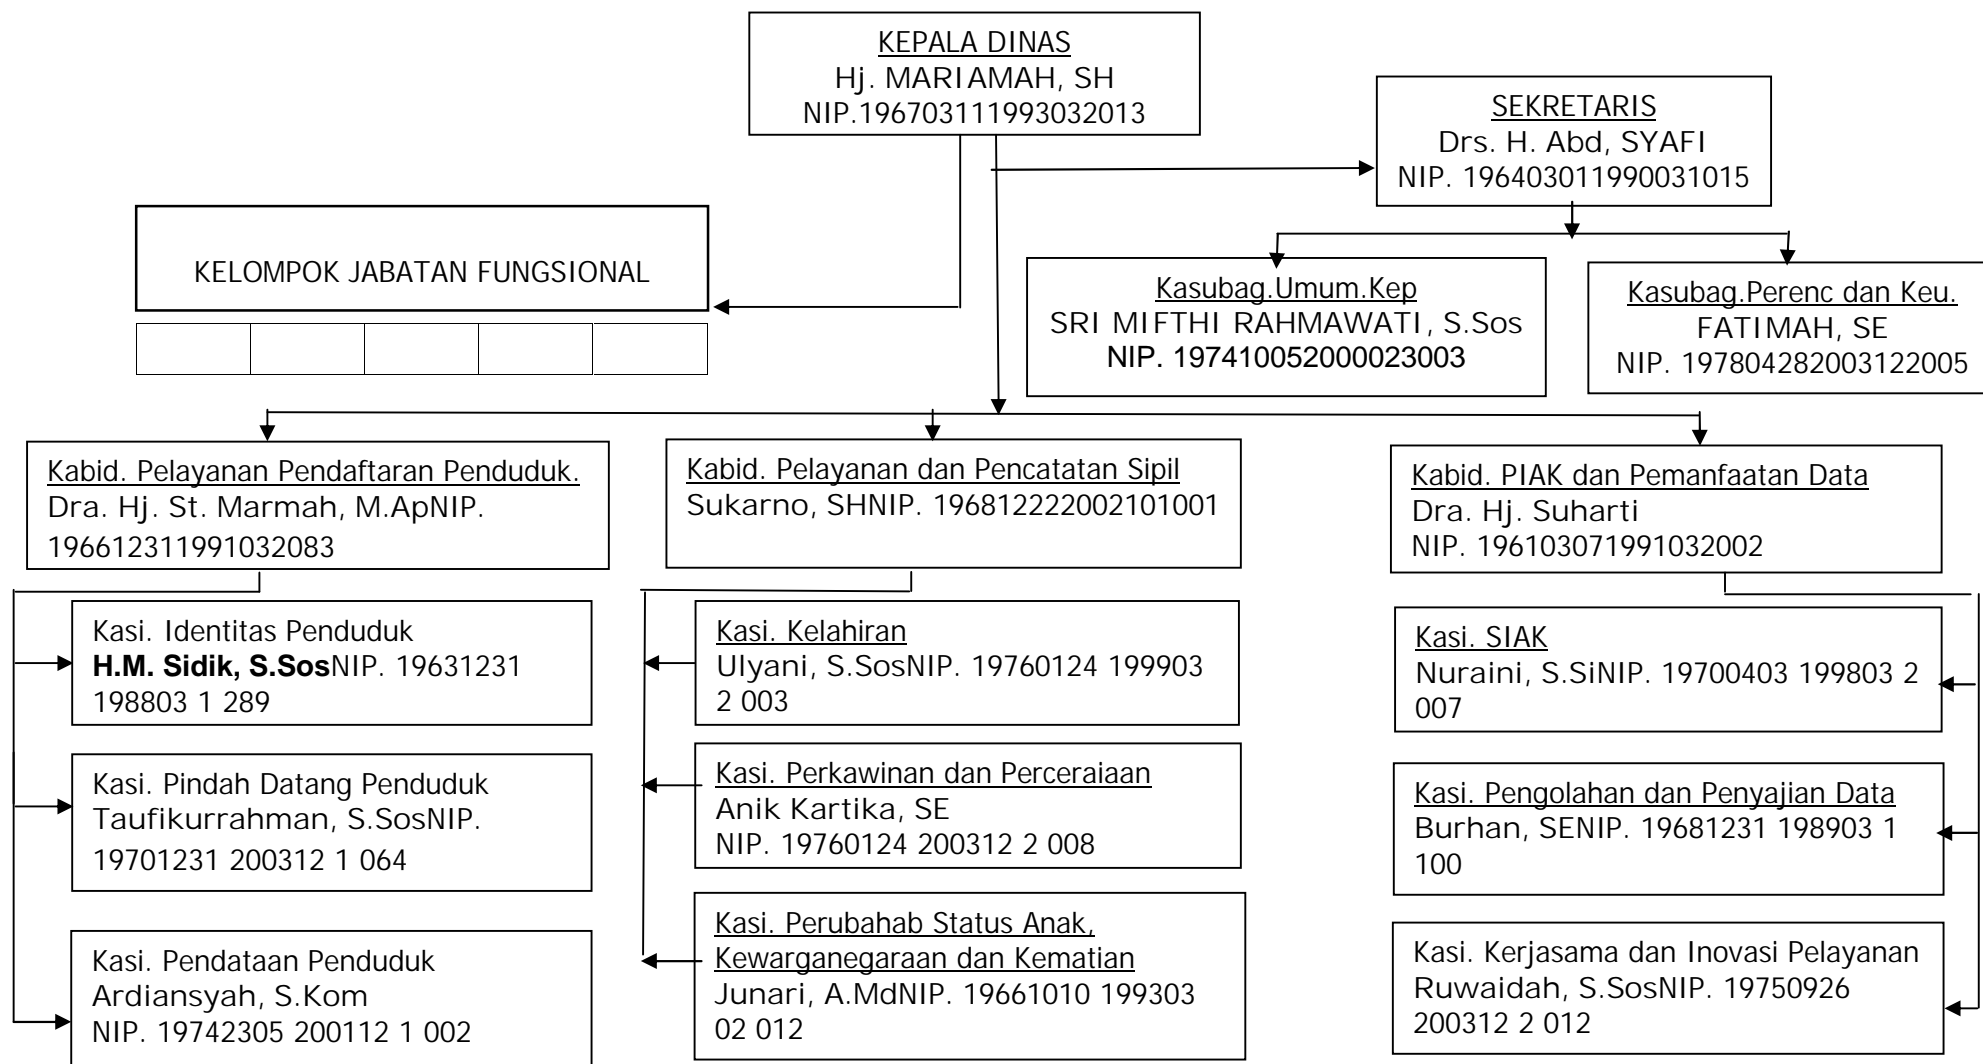 KEPALA DINAS
Hj. MARIAMAH, SH
NIP.196703111993032013
SEKRETARIS
Drs. H. Abd, SYAFI
NIP. 196403011990031015
KELOMPOK JABATAN FUNGSIONAL
Kasubag.Umum.Kep
SRI MIFTHI RAHMAWATI, S.Sos
NIP. 197410052000023003
Kasubag.Perenc dan Keu.
FATIMAH, SE
NIP. 197804282003122005
Kabid. Pelayanan Pendaftaran Penduduk.
Dra. Hj. St. Marmah, M.ApNIP.
196612311991032083
Kabid. Pelayanan dan Pencatatan Sipil
Sukarno, SHNIP. 196812222002101001
Kabid. PIAK dan Pemanfaatan Data
Dra. Hj. Suharti
NIP. 196103071991032002
Kasi. Identitas Penduduk
H.M. Sidik, S.SosNIP. 19631231
198803 1 289
Kasi. Pindah Datang Penduduk
Taufikurrahman, S.SosNIP.
19701231 200312 1 064
Kasi. Pendataan Penduduk
Ardiansyah, S.Kom
NIP. 19742305 200112 1 002
Kasi. Kelahiran
Ulyani, S.SosNIP. 19760124 199903
2 003
Kasi. Perkawinan dan Perceraiaan
Anik Kartika, SE
NIP. 19760124 200312 2 008
Kasi. Perubahab Status Anak,
Kewarganegaraan dan Kematian
Junari, A.MdNIP. 19661010 199303
02 012
Kasi. SIAK
Nuraini, S.SiNIP. 19700403 199803 2
007
Kasi. Pengolahan dan Penyajian Data
Burhan, SENIP. 19681231 198903 1
100
Kasi. Kerjasama dan Inovasi Pelayanan
Ruwaidah, S.SosNIP. 19750926
200312 2 012